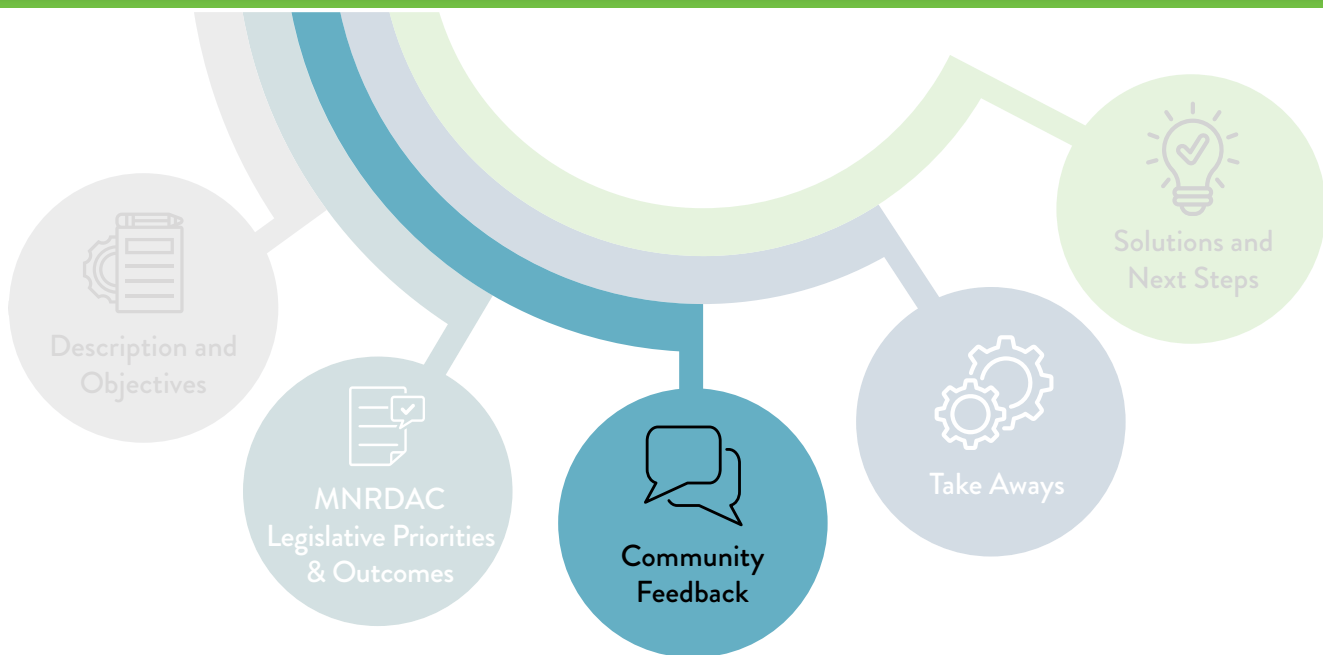 Description and
Objectives
MNRDAC
Legislative Priorities
& Outcomes
Community
Feedback
Take Aways
Solutions and
Next Steps